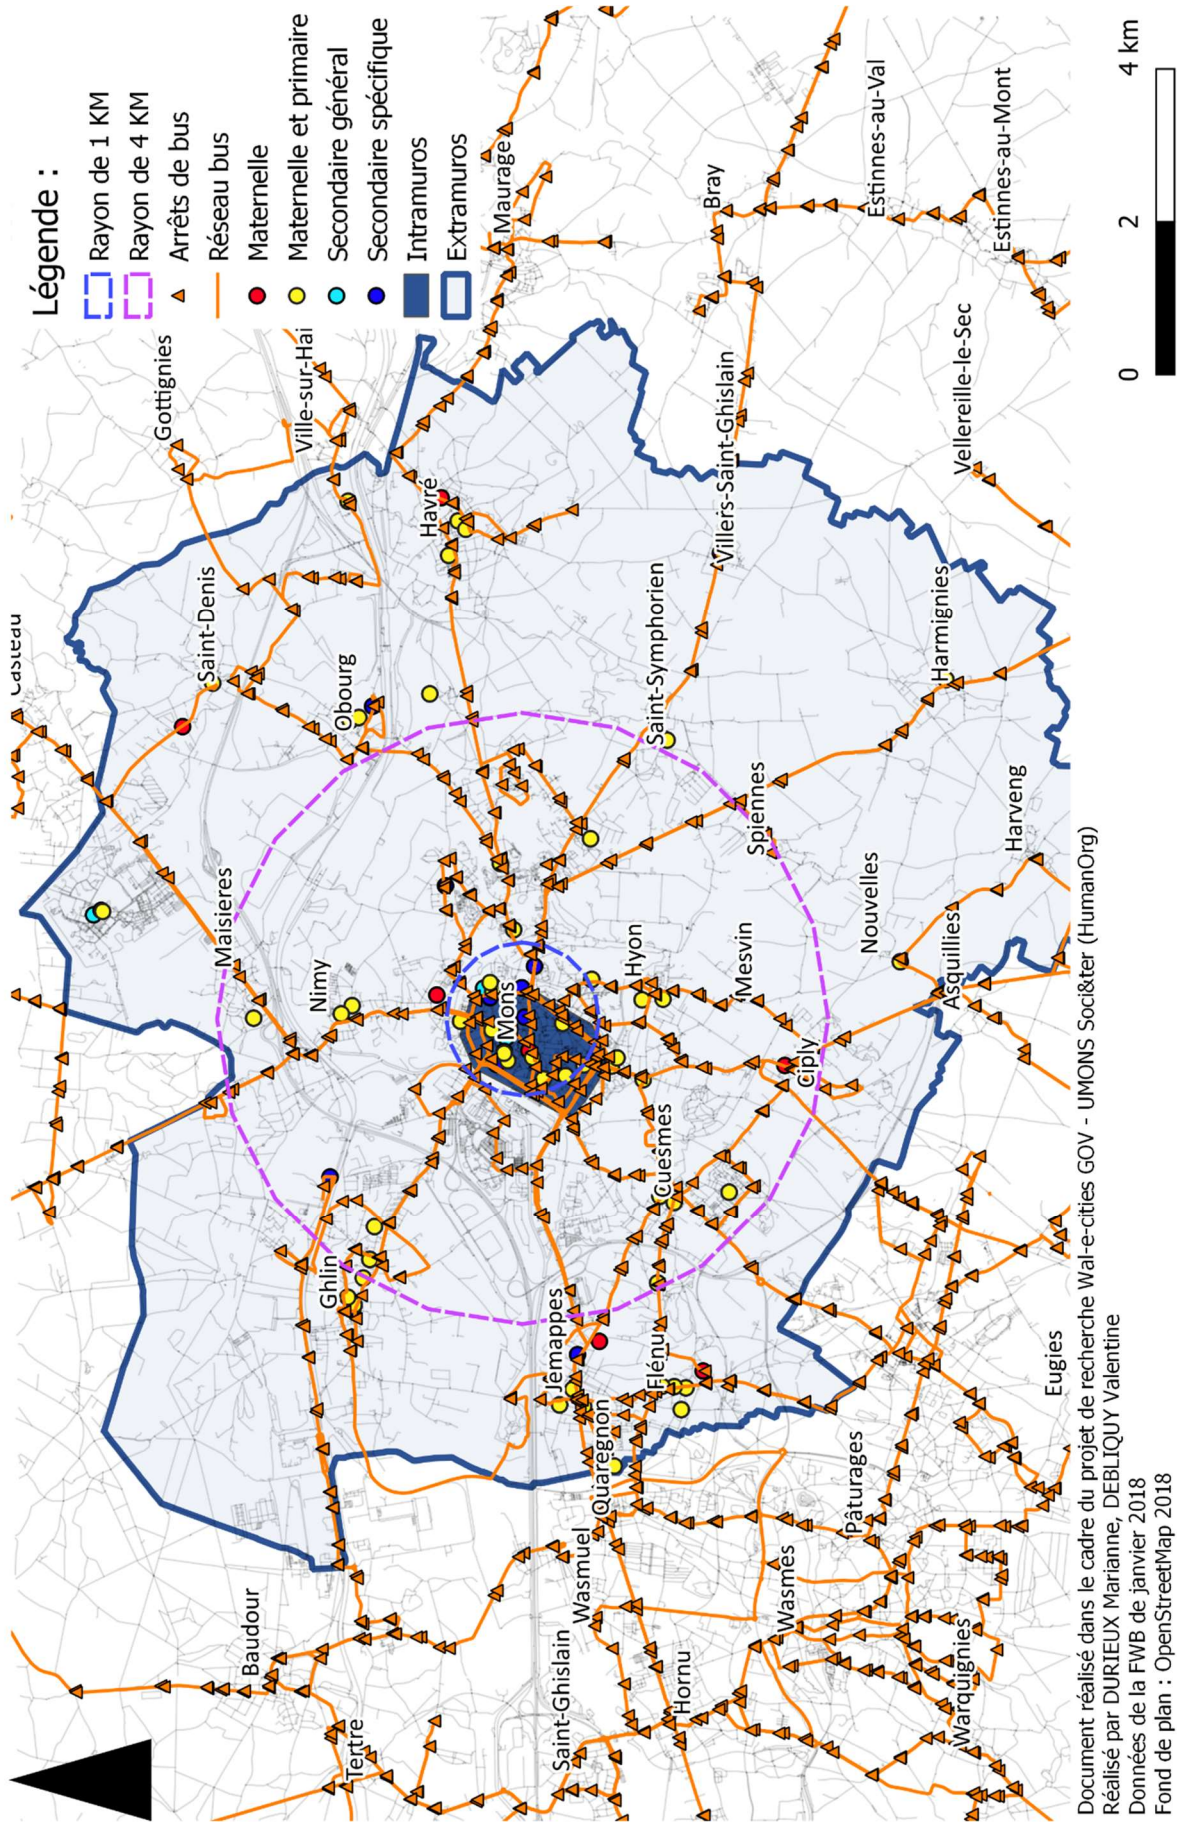 Légende :
Rayon de 1 KM
Rayon de 4 KM
Arrêts de bus
Réseau bus
Maternelle
Maternelle et primaire
Secondaire général
Secondaire spécifique
Intramuros
Extramuros
Casteau
Gottignies
Saint-Denis
Ville-sur-Hai
Maisieres
Obourg
Baudour
Nimy
Ghlin
Tertre
Havré
Maurage
Mons
Jemappes
Saint-Ghislain
Wasmuel
Quaregnon
Hyon
Saint-Symphorien
Flénu
Cuesmes
Hornu
Bray
Villers-Saint-Ghislain
Mesvin
Spiennes
Wasmes
Ciply
Pâturages
Nouvelles
Estinnes-au-Val
Harmignies
Asquillies
Vellereille-le-Sec
Warquignies
Estinnes-au-Mont
Harveng
Eugies
0 2 4 km
Document réalisé dans le cadre du projet de recherche Wal-e-cities GOV - UMONS Soci&ter (HumanOrg)
Réalisé par DURIEUX Marianne, DEBLIQUY Valentine
Données de la FWB de janvier 2018
Fond de plan : OpenStreetMap 2018